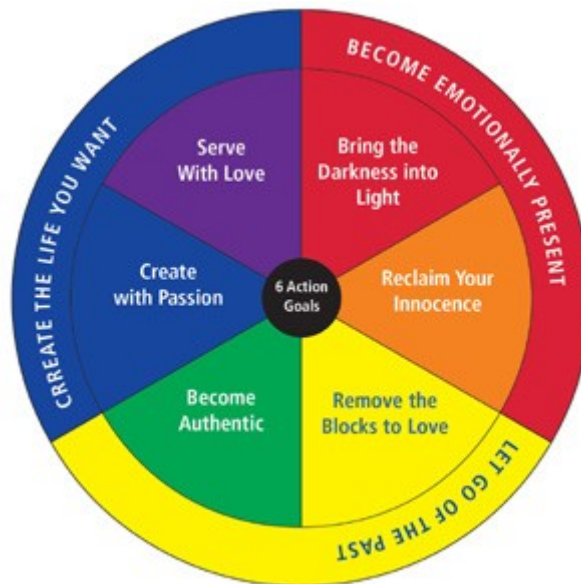 BECOME EMOTIONALLY PRESENT
LET GO OF THE PAST
CRREATE THE LIFE YOU WANT
Bring the
Darkness into
Light
Reclaim Your
Innocence
Remove the
Blocks to Love
Become
Authentic
Create
with Passion
Serve
With Love
6 Action
Goals